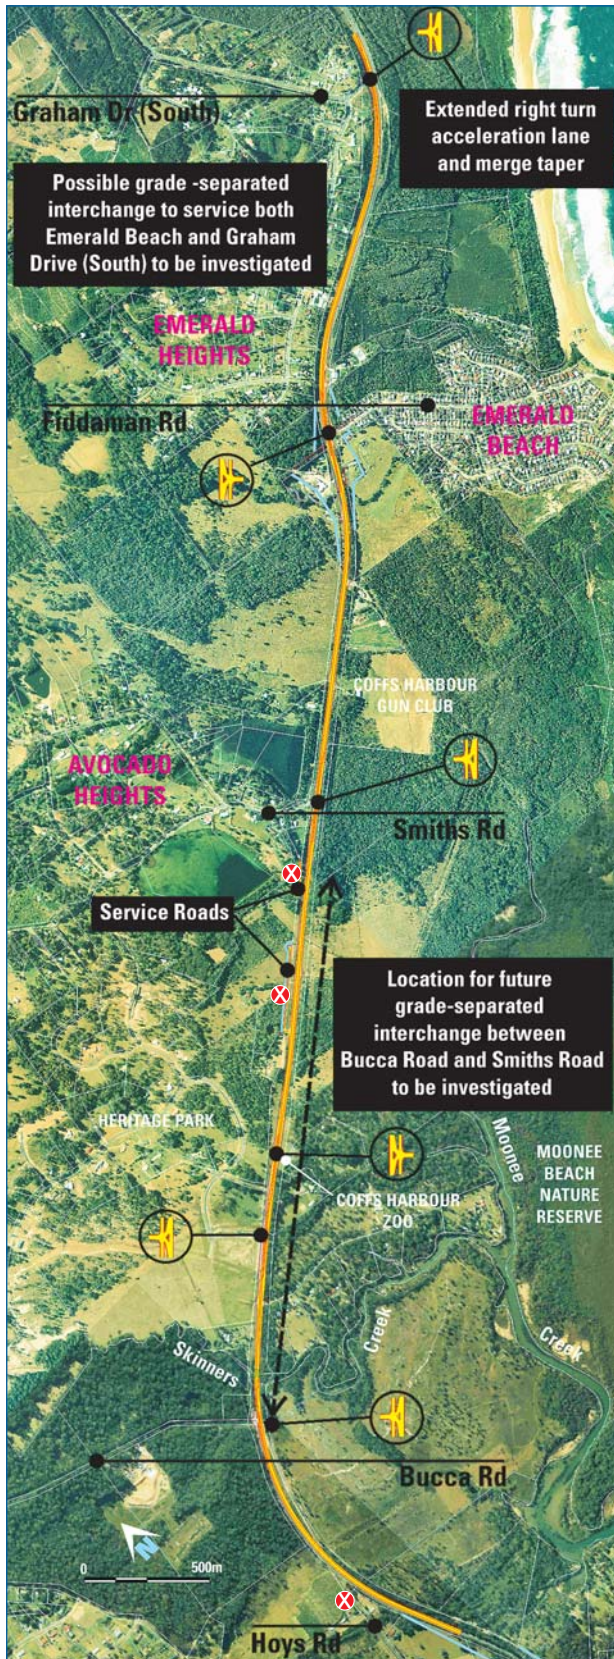 Graham Dr (South)
Extended right turn
acceleration lane
and merge taper
Possible grade -separated
interchange to service both
Emerald Beach and Graham
Drive (South) to be investigated
EMERALD
HEIGHTS
Fiddaman Rd
EMERALD
BEACH
COFFS HARBOUR
GUN CLUB
AVOCADO
HEIGHTS
Smiths Rd
X
Service Roads
X
Location for future
grade-separated
interchange between
Bucca Road and Smiths Road
to be investigated
HERITAGE PARK
Moonee
MOONEE
BEACH
NATURE
RESERVE
COFFS HARBOUR
ZOO
Skinners
Creek
Creek
Bucca Rd
N
0 500m
X
Hoys Rd